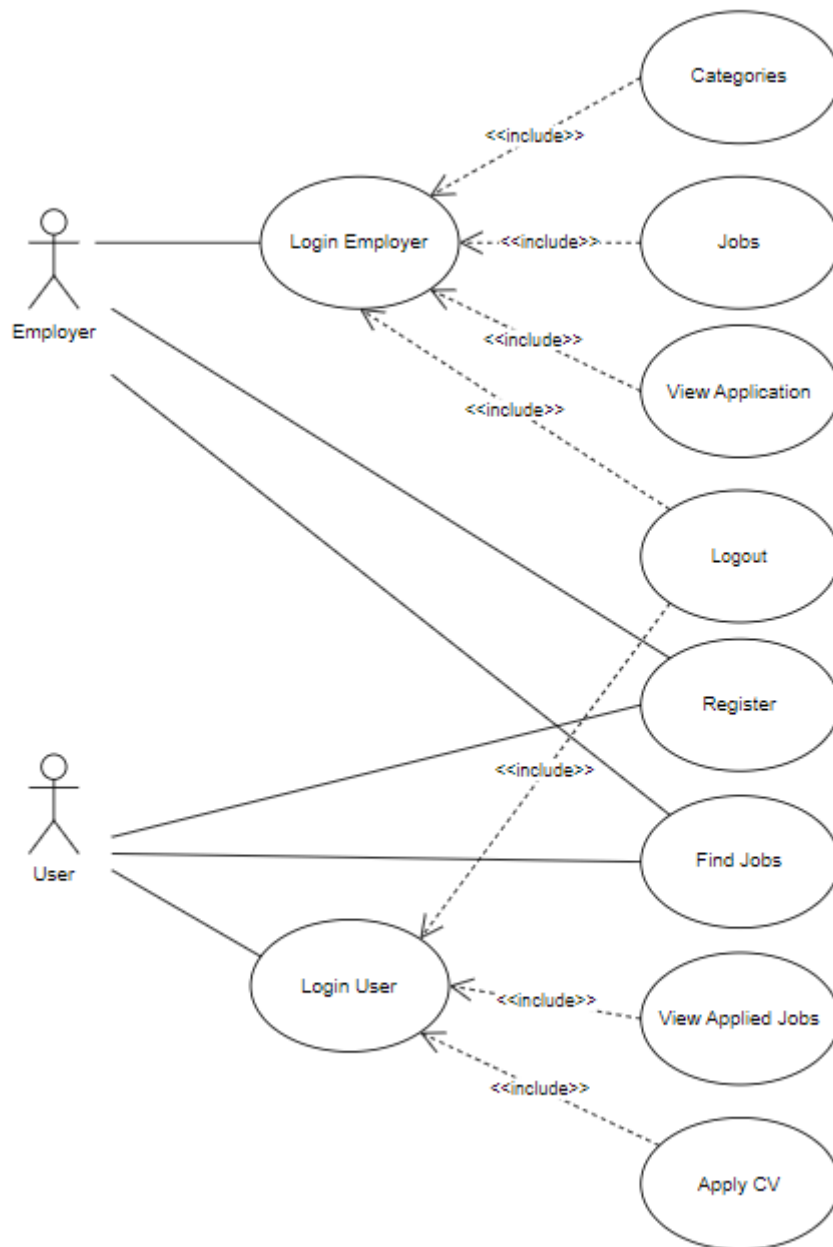 Categories
<<include>>
Login Employer
<<include>>
Jobs
Employer
<<include>>
View Application
<<include>>
Logout
Register
<<include>>
User
Find Jobs
Login User
<<include>>
View Applied Jobs
<<include>>
Apply CV